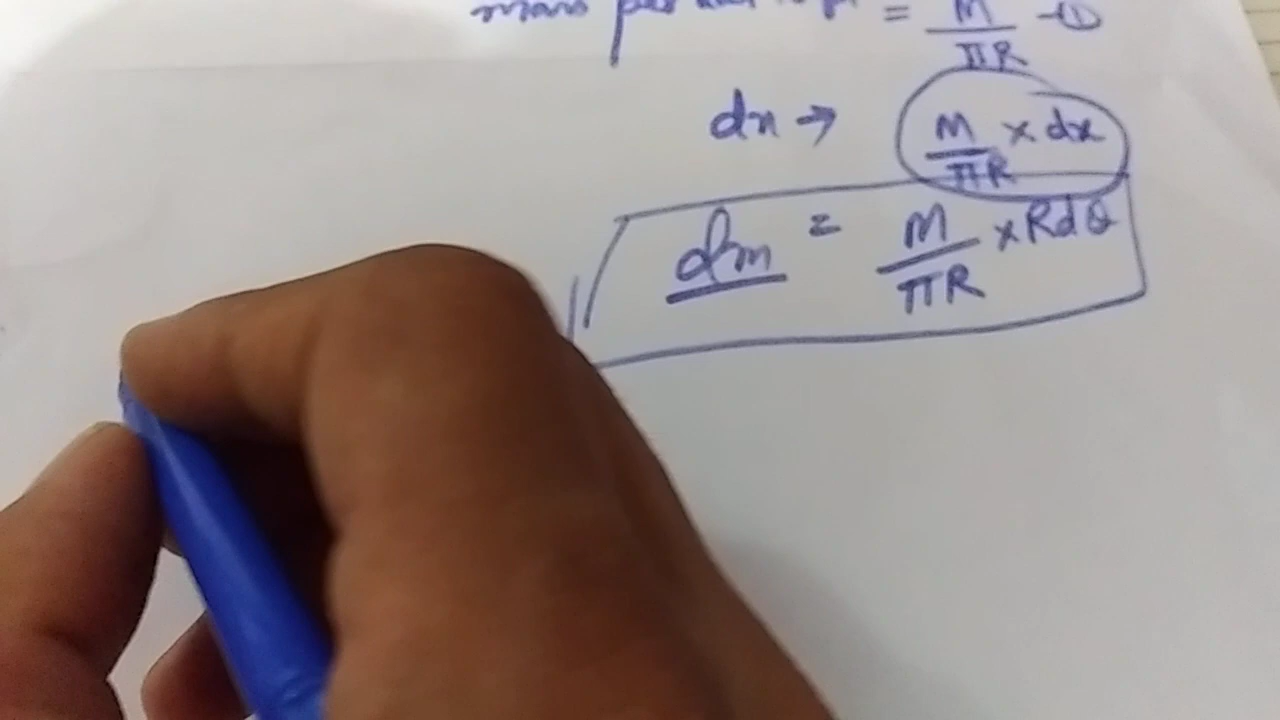 = M/πR -①
dx → M/πR × dx
dm = M/πR × Rdθ